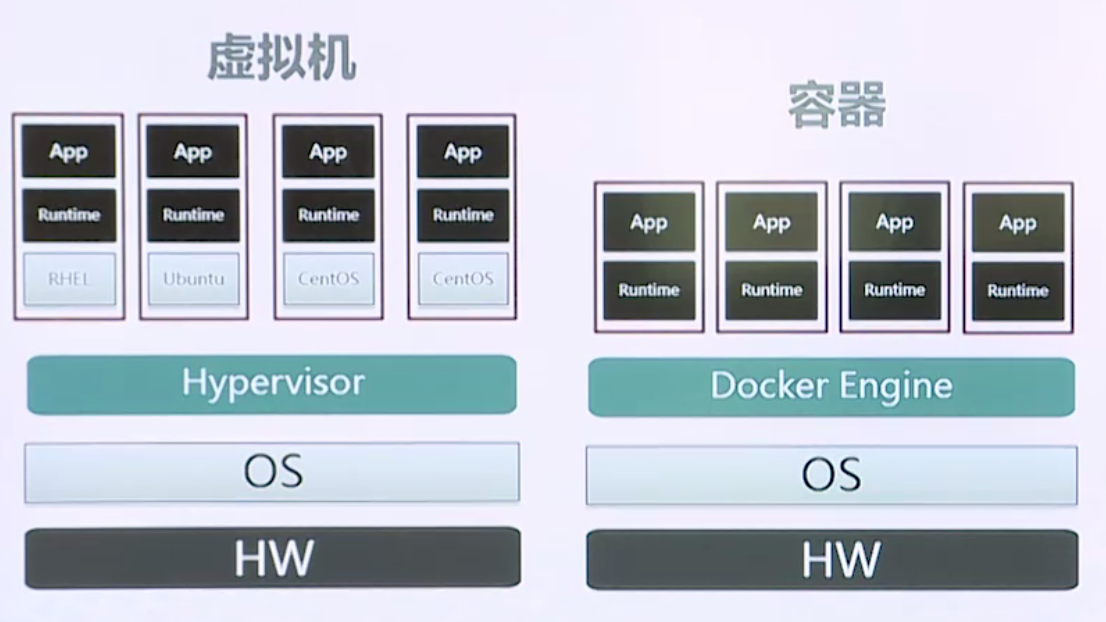 虚拟机
App App App App
Runtime Runtime Runtime Runtime
RHEL Ubuntu CentOS CentOS
Hypervisor
OS
HW
容器
App App App App
Runtime Runtime Runtime Runtime
Docker Engine
OS
HW